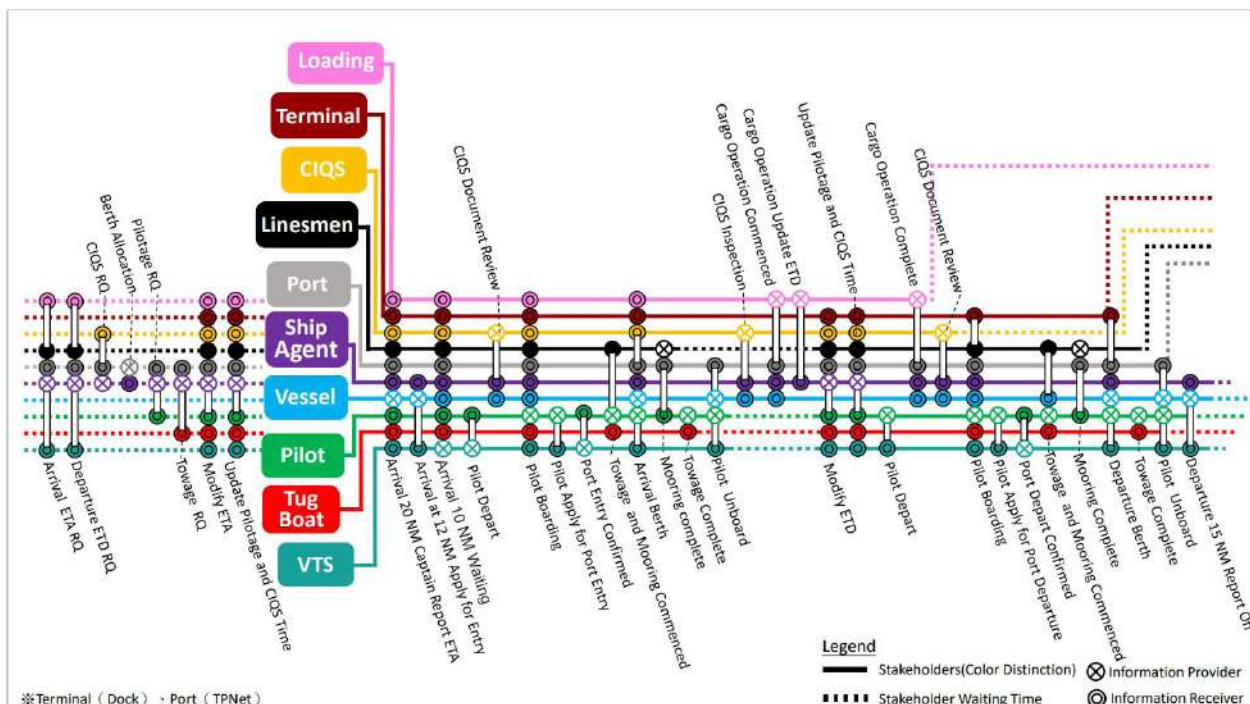 Loading
Terminal
CIQS
Linesmen
Port
Ship
Agent
Vessel
Pilot
Tug
Boat
VTS
CIQS RQ
Berth Allocation
Pilotage RQ
CIQS Document Review
CIQS Inspection
Cargo Operation Commenced
Cargo Operation Update ETD
Update Pilotage and CIQS Time
Cargo Operation Complete
CIQS Document Review
Arrival ETA RQ
Departure ETD RQ
Towage RQ
Modify ETA
Update Pilotage and CIQS Time
Arrival 20 NM Captain Report ETA
Arrival at 12 NM Apply for Entry
Arrival 10 NM Waiting
Pilot Depart
Pilot Boarding
Pilot Apply for Port Entry
Port Entry Confirmed
Towage and Mooring Commenced
Arrival Berth
Mooring complete
Towage Complete
Pilot Unboard
Modify ETD
Pilot Depart
Pilot Boarding
Pilot Apply for Port Departure
Port Depart Confirmed
Towage and Mooring Commenced
Mooring Complete
Departure Berth
Towage Complete
Pilot Unboard
Departure 15 NM Report Off
Legend
Stakeholders(Color Distinction)
Information Provider
Stakeholder Waiting Time
Information Receiver
※Terminal（Dock）、Port（TPNet）